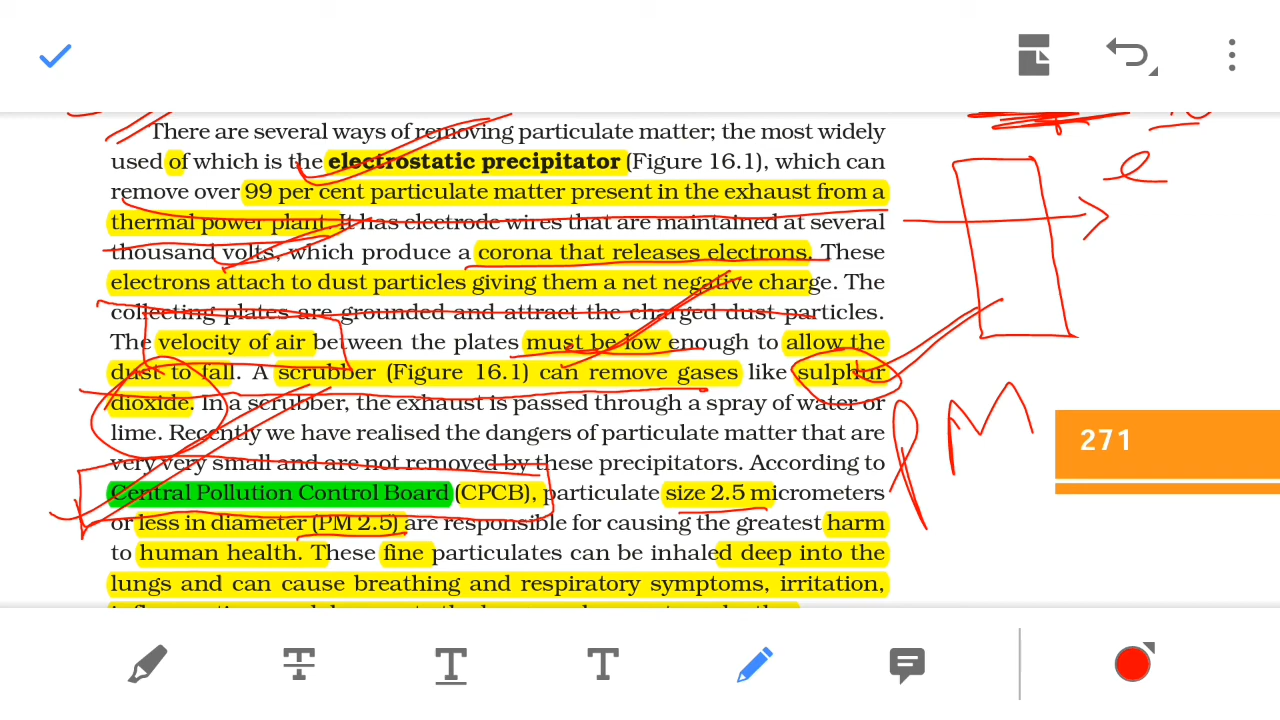 There are several ways of removing particulate matter; the most widely
used of which is the electrostatic precipitator (Figure 16.1), which can
remove over 99 per cent particulate matter present in the exhaust from a
thermal power plant. It has electrode wires that are maintained at several
thousand volts, which produce a corona that releases electrons. These
electrons attach to dust particles giving them a net negative charge. The
collecting plates are grounded and attract the charged dust particles.
The velocity of air between the plates must be low enough to allow the
dust to fall. A scrubber (Figure 16.1) can remove gases like sulphur
dioxide. In a scrubber, the exhaust is passed through a spray of water or
lime. Recently we have realised the dangers of particulate matter that are
very very small and are not removed by these precipitators. According to
Central Pollution Control Board (CPCB), particulate size 2.5 micrometers
or less in diameter (PM 2.5) are responsible for causing the greatest harm
to human health. These fine particulates can be inhaled deep into the
lungs and can cause breathing and respiratory symptoms, irritation,
e
PM
271
T
T
T